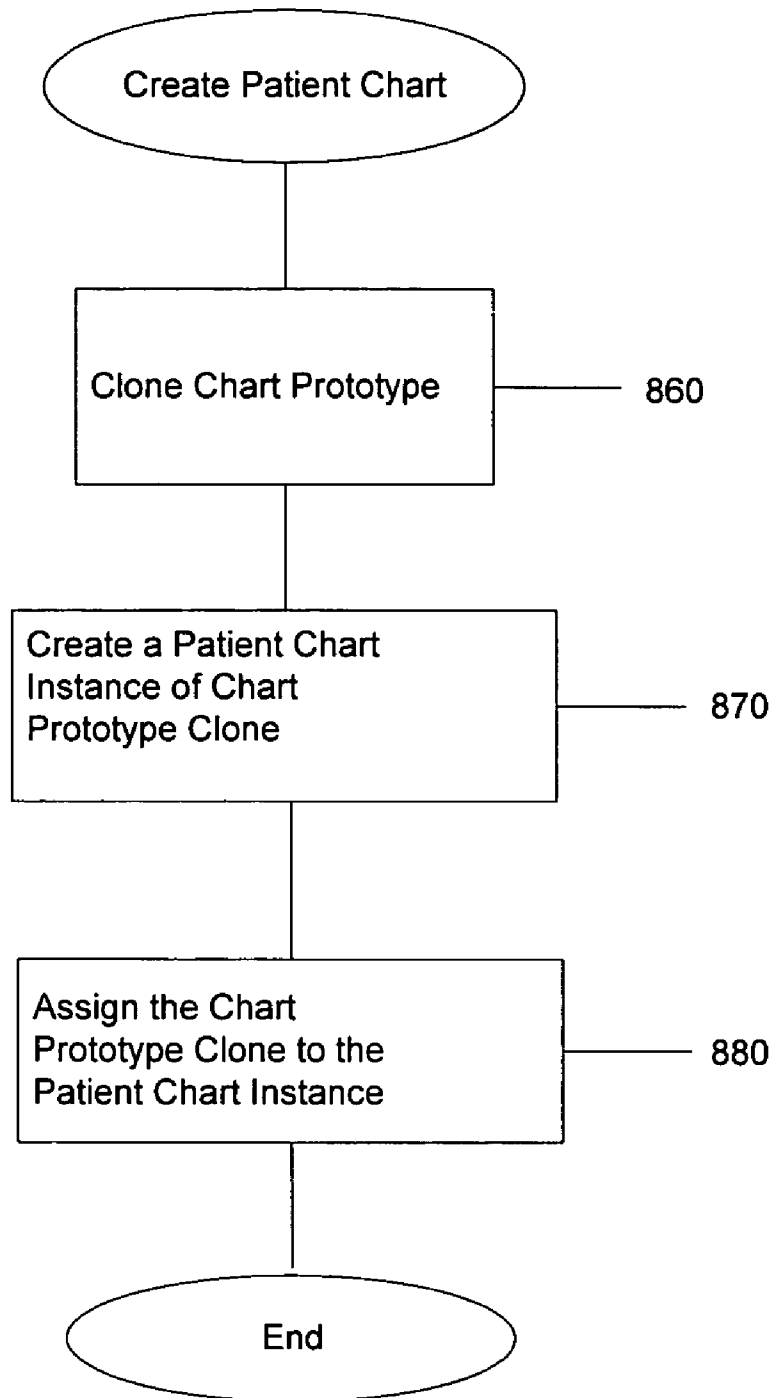 Create Patient Chart
Clone Chart Prototype
860
Create a Patient Chart
Instance of Chart
Prototype Clone
870
Assign the Chart
Prototype Clone to the
Patient Chart Instance
880
End